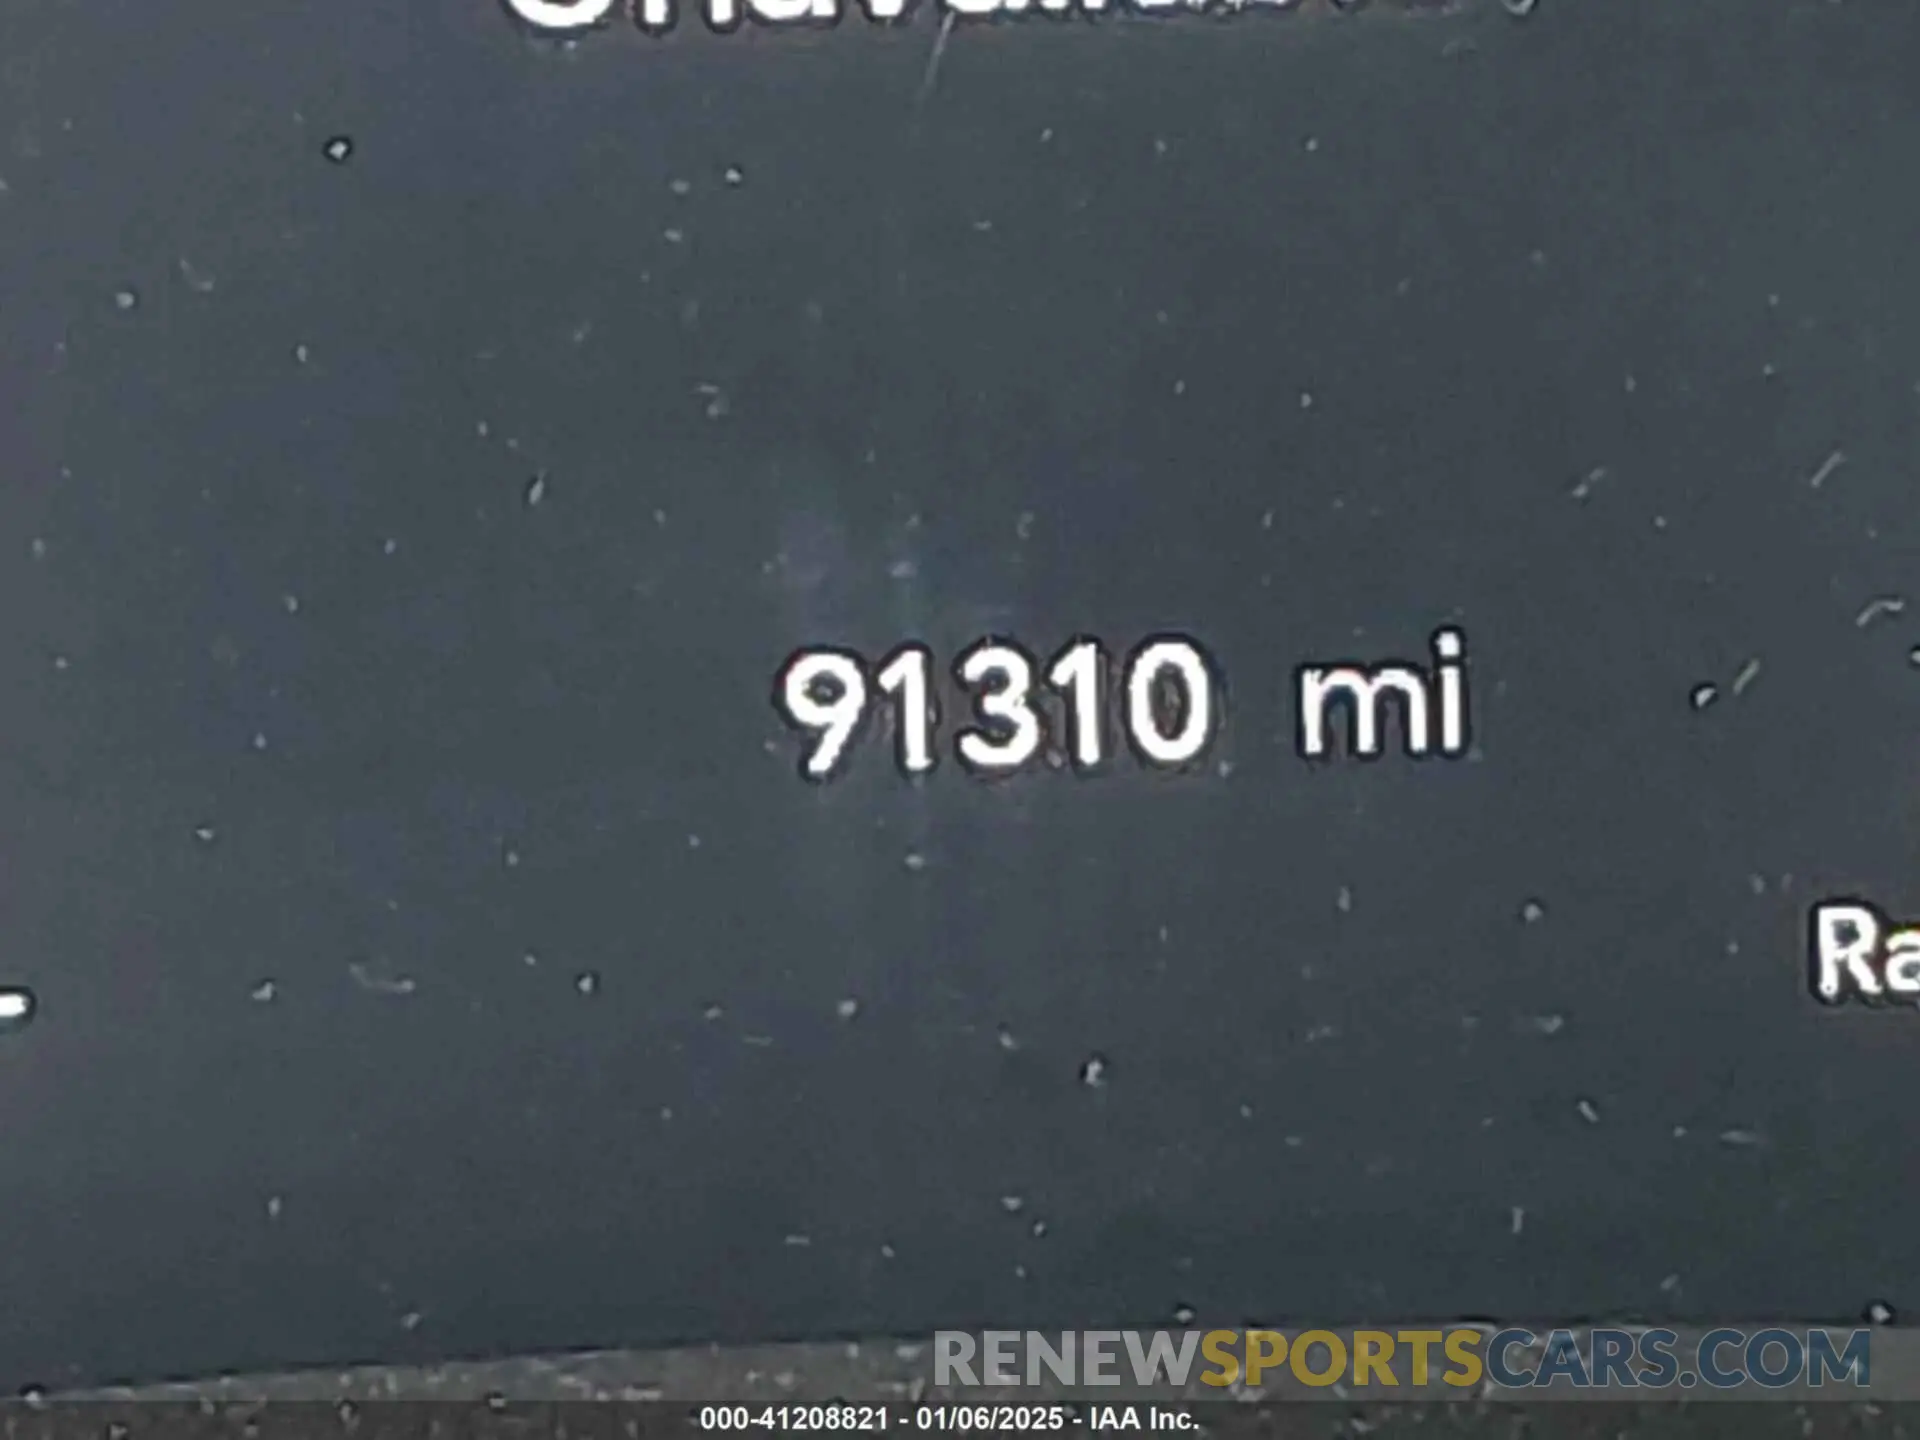 91310 mi
Ra
RENEWSPORTSCARS.COM
000-41208821 - 01/06/2025 - IAA Inc.